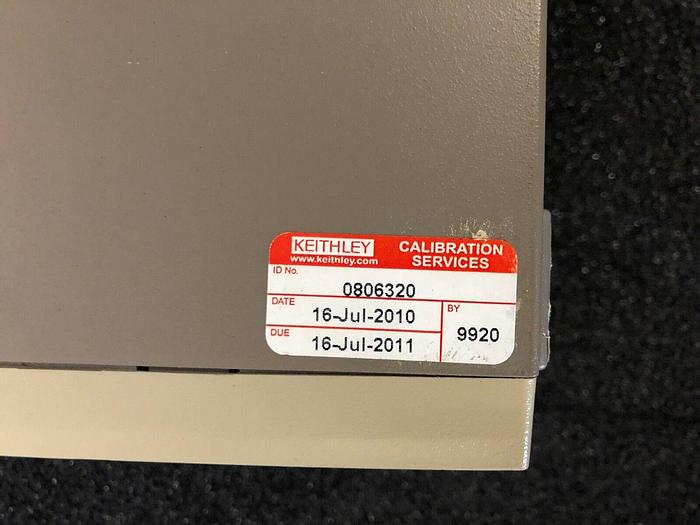 KEITHLEY CALIBRATION
www.keithley.com SERVICES
ID No.
0806320
DATE 16-Jul-2010
BY 9920
DUE 16-Jul-2011